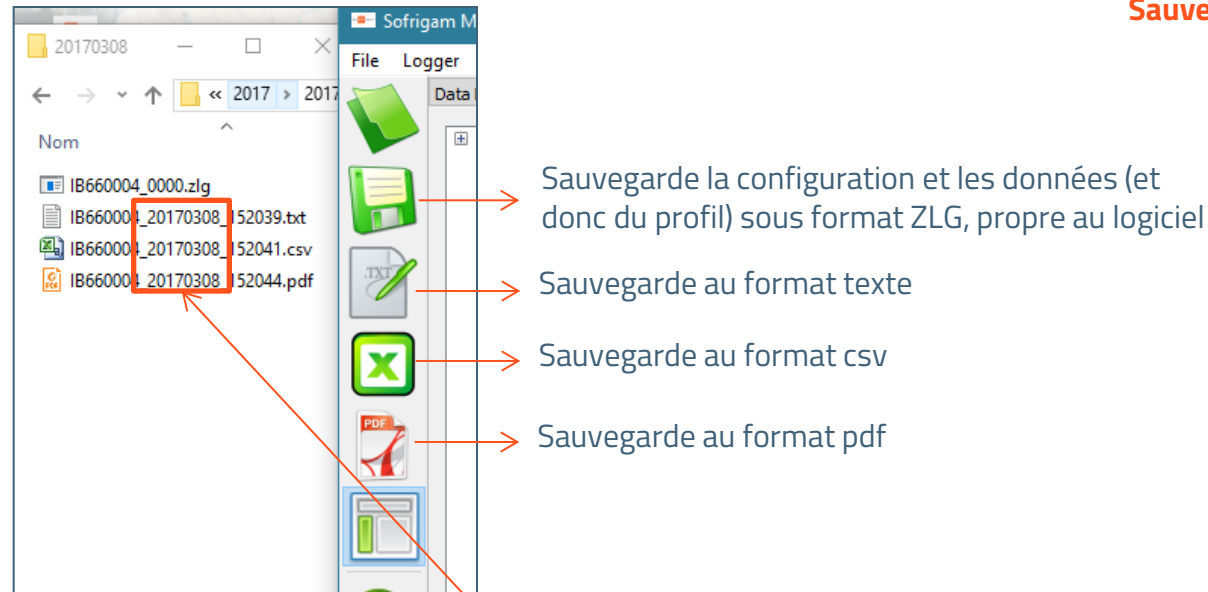 Sauve
20170308
Sofrigam M
File Logger
« 2017 > 2017
Data
Nom
IB660004_0000.zlg
IB660004_20170308_152039.txt
IB660004_20170308_152041.csv
IB660004_20170308_152044.pdf
Sauvegarde la configuration et les données (et
donc du profil) sous format ZLG, propre au logiciel
.TXT
Sauvegarde au format texte
X
Sauvegarde au format csv
PDF
Sauvegarde au format pdf